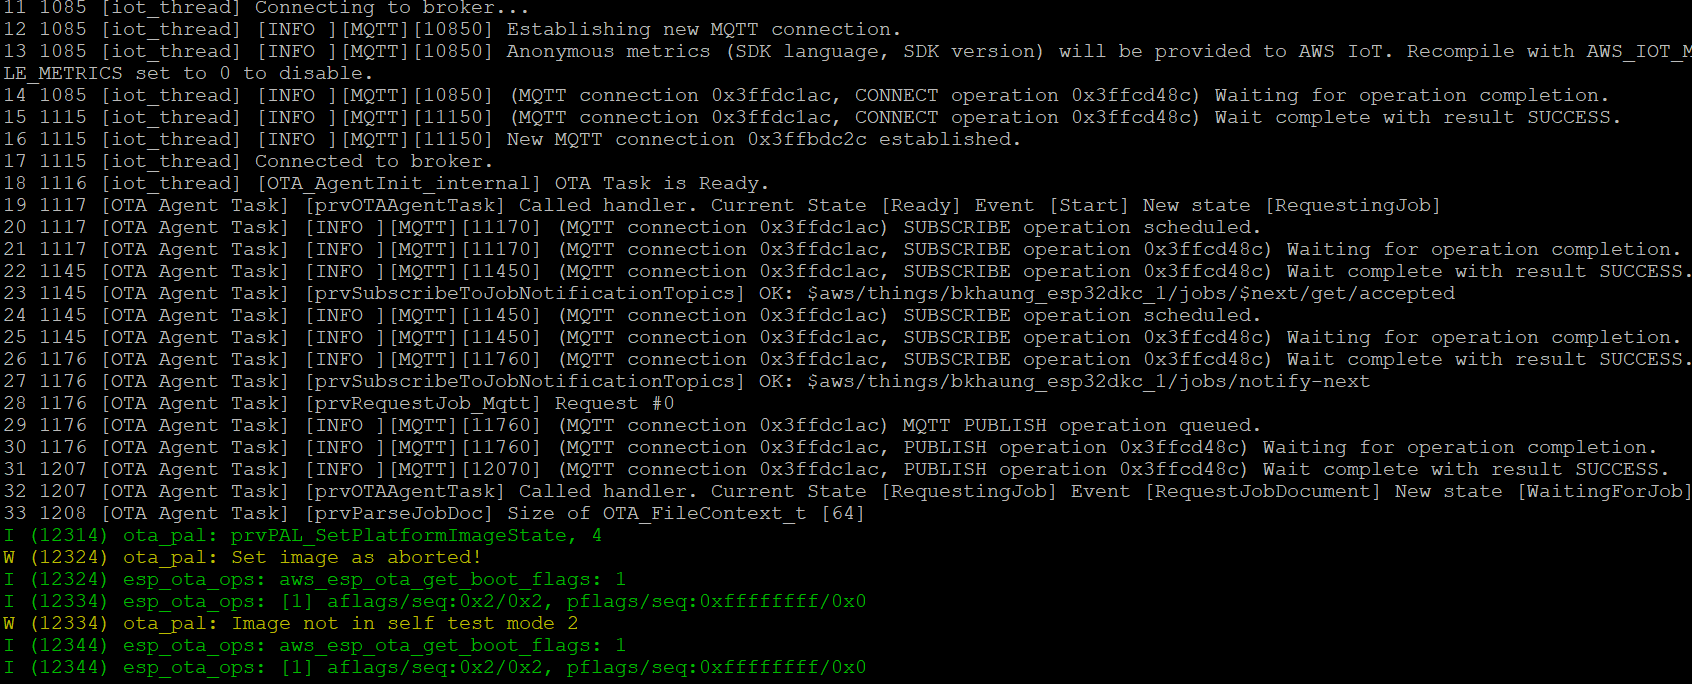 11 1085 [iot_thread] Connecting to broker...
12 1085 [iot_thread] [INFO ][MQTT][10850] Establishing new MQTT connection.
13 1085 [iot_thread] [INFO ][MQTT][10850] Anonymous metrics (SDK language, SDK version) will be provided to AWS IoT. Recompile with AWS_IOT_M
LE_METRICS set to 0 to disable.
14 1085 [iot_thread] [INFO ][MQTT][10850] (MQTT connection 0x3ffdc1ac, CONNECT operation 0x3ffcd48c) Waiting for operation completion.
15 1115 [iot_thread] [INFO ][MQTT][11150] (MQTT connection 0x3ffdc1ac, CONNECT operation 0x3ffcd48c) Wait complete with result SUCCESS.
16 1115 [iot_thread] [INFO ][MQTT][11150] New MQTT connection 0x3ffbdc2c established.
17 1115 [iot_thread] Connected to broker.
18 1116 [iot_thread] [OTA_AgentInit_internal] OTA Task is Ready.
19 1117 [OTA Agent Task] [prvOTAAgentTask] Called handler. Current State [Ready] Event [Start] New state [RequestingJob]
20 1117 [OTA Agent Task] [INFO ][MQTT][11170] (MQTT connection 0x3ffdc1ac) SUBSCRIBE operation scheduled.
21 1117 [OTA Agent Task] [INFO ][MQTT][11170] (MQTT connection 0x3ffdc1ac, SUBSCRIBE operation 0x3ffcd48c) Waiting for operation completion.
22 1145 [OTA Agent Task] [INFO ][MQTT][11450] (MQTT connection 0x3ffdc1ac, SUBSCRIBE operation 0x3ffcd48c) Wait complete with result SUCCESS.
23 1145 [OTA Agent Task] [prvSubscribeToJobNotificationTopics] OK: $aws/things/bkhaung_esp32dkc_1/jobs/$next/get/accepted
24 1145 [OTA Agent Task] [INFO ][MQTT][11450] (MQTT connection 0x3ffdc1ac) SUBSCRIBE operation scheduled.
25 1145 [OTA Agent Task] [INFO ][MQTT][11450] (MQTT connection 0x3ffdc1ac, SUBSCRIBE operation 0x3ffcd48c) Waiting for operation completion.
26 1176 [OTA Agent Task] [INFO ][MQTT][11760] (MQTT connection 0x3ffdc1ac, SUBSCRIBE operation 0x3ffcd48c) Wait complete with result SUCCESS.
27 1176 [OTA Agent Task] [prvSubscribeToJobNotificationTopics] OK: $aws/things/bkhaung_esp32dkc_1/jobs/notify-next
28 1176 [OTA Agent Task] [prvRequestJob_Mqtt] Request #0
29 1176 [OTA Agent Task] [INFO ][MQTT][11760] (MQTT connection 0x3ffdc1ac) MQTT PUBLISH operation queued.
30 1176 [OTA Agent Task] [INFO ][MQTT][11760] (MQTT connection 0x3ffdc1ac, PUBLISH operation 0x3ffcd48c) Waiting for operation completion.
31 1207 [OTA Agent Task] [INFO ][MQTT][12070] (MQTT connection 0x3ffdc1ac, PUBLISH operation 0x3ffcd48c) Wait complete with result SUCCESS.
32 1207 [OTA Agent Task] [prvOTAAgentTask] Called handler. Current State [RequestingJob] Event [RequestJobDocument] New state [WaitingForJob]
33 1208 [OTA Agent Task] [prvParseJobDoc] Size of OTA_FileContext_t [64]
I (12314) ota_pal: prvPAL_SetPlatformImageState, 4
W (12324) ota_pal: Set image as aborted!
I (12324) esp_ota_ops: aws_esp_ota_get_boot_flags: 1
I (12334) esp_ota_ops: [1] aflags/seq:0x2/0x2, pflags/seq:0xffffffff/0x0
W (12334) ota_pal: Image not in self test mode 2
I (12344) esp_ota_ops: aws_esp_ota_get_boot_flags: 1
I (12344) esp_ota_ops: [1] aflags/seq:0x2/0x2, pflags/seq:0xffffffff/0x0